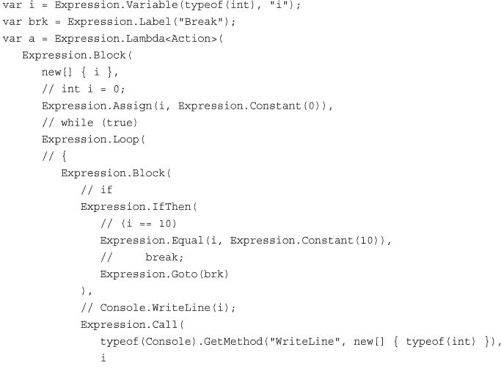 var i = Expression.Variable(typeof(int), "i");
var brk = Expression.Label("Break");
var a = Expression.Lambda<Action>(
Expression.Block(
new[] { i },
// int i = 0;
Expression.Assign(i, Expression.Constant(0)),
// while (true)
Expression.Loop(
// {
Expression.Block(
// if
Expression.IfThen(
// (i == 10)
Expression.Equal(i, Expression.Constant(10)),
// break;
Expression.Goto(brk)
),
// Console.WriteLine(i);
Expression.Call(
typeof(Console).GetMethod("WriteLine", new[] { typeof(int) }),
i